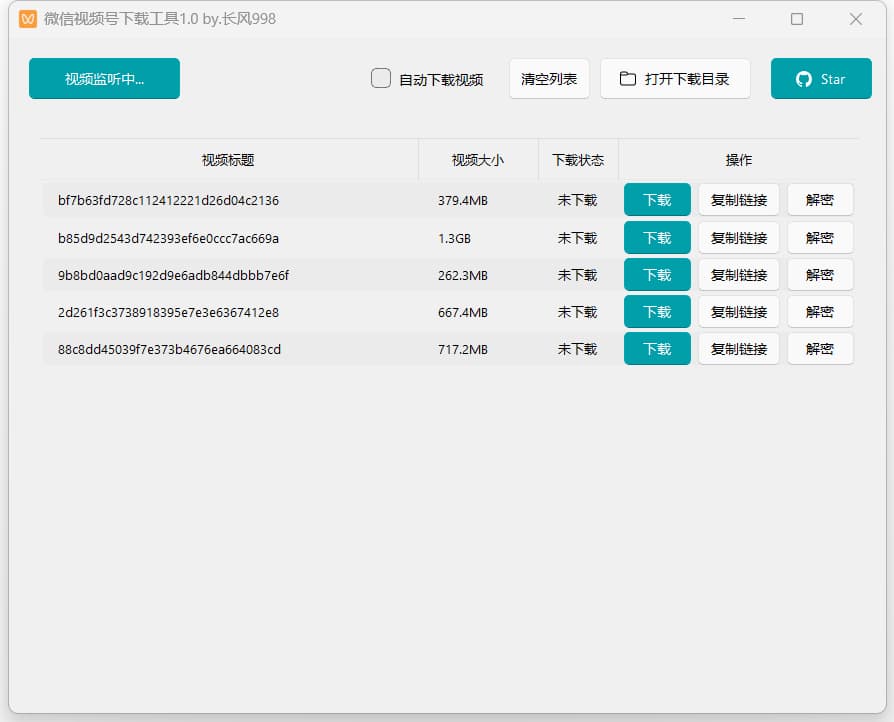 微信视频号下载工具1.0 by.长风998
视频监听中... 自动下载视频 清空列表 打开下载目录 Star
视频标题 视频大小 下载状态 操作
bf7b63fd728c112412221d26d04c2136 379.4MB 未下载 下载 复制链接 解密
b85d9d2543d742393ef6e0ccc7ac669a 1.3GB 未下载 下载 复制链接 解密
9b8bd0aad9c192d9e6adb844dbbb7e6f 262.3MB 未下载 下载 复制链接 解密
2d261f3c3738918395e7e3e6367412e8 667.4MB 未下载 下载 复制链接 解密
88c8dd45039f7e373b4676ea664083cd 717.2MB 未下载 下载 复制链接 解密